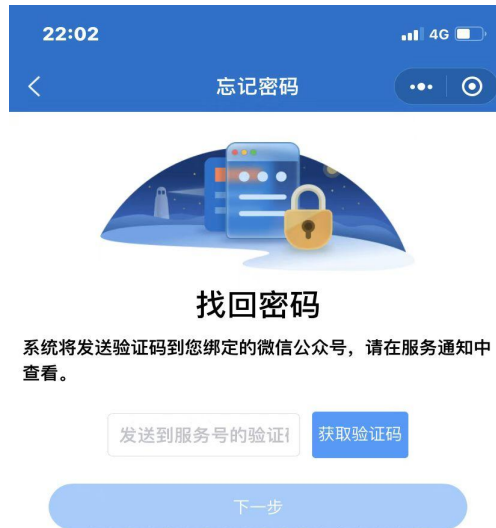 22:02
4G
忘记密码
找回密码
系统将发送验证码到您绑定的微信公众号，请在服务通知中
查看。
发送到服务号的验证
获取验证码
下一步